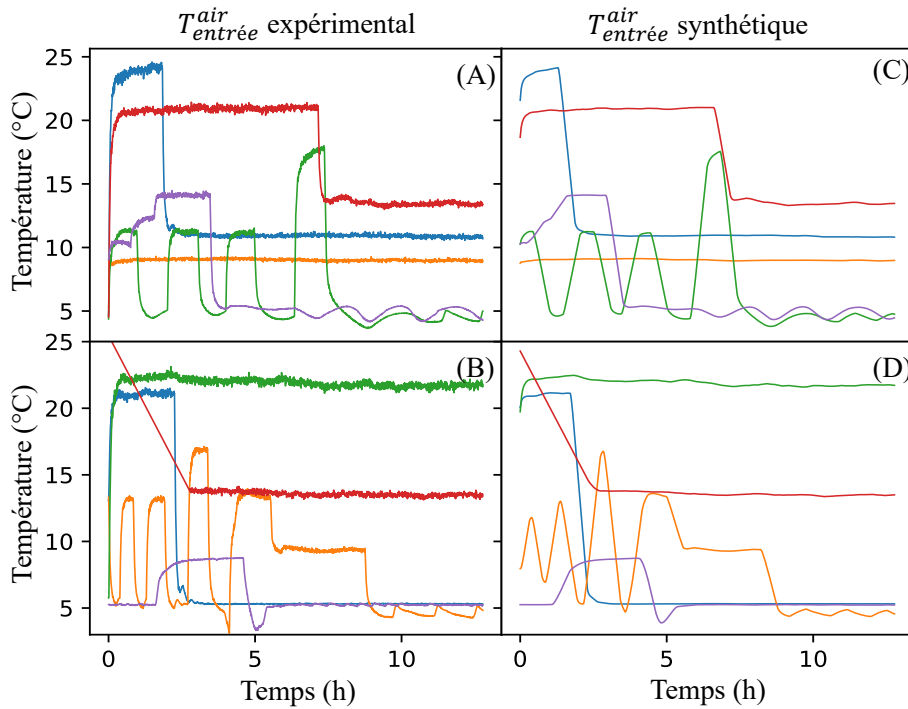 T air entrée expérimental
T air entrée synthétique
(A)
(C)
25
20
15
10
5
Température (°C)
(B)
(D)
25
20
15
10
5
Température (°C)
0
5
10
0
5
10
Temps (h)
Temps (h)